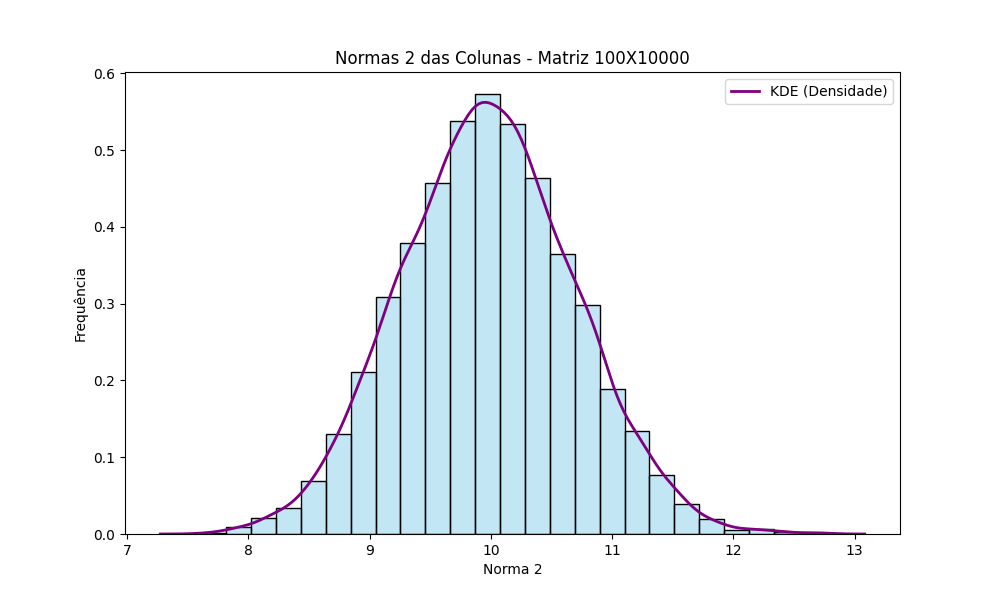 Normas 2 das Colunas - Matriz 100X10000
KDE (Densidade)
0.6
0.5
0.4
0.3
0.2
0.1
0.0
Frequência
7 8 9 10 11 12 13
Norma 2